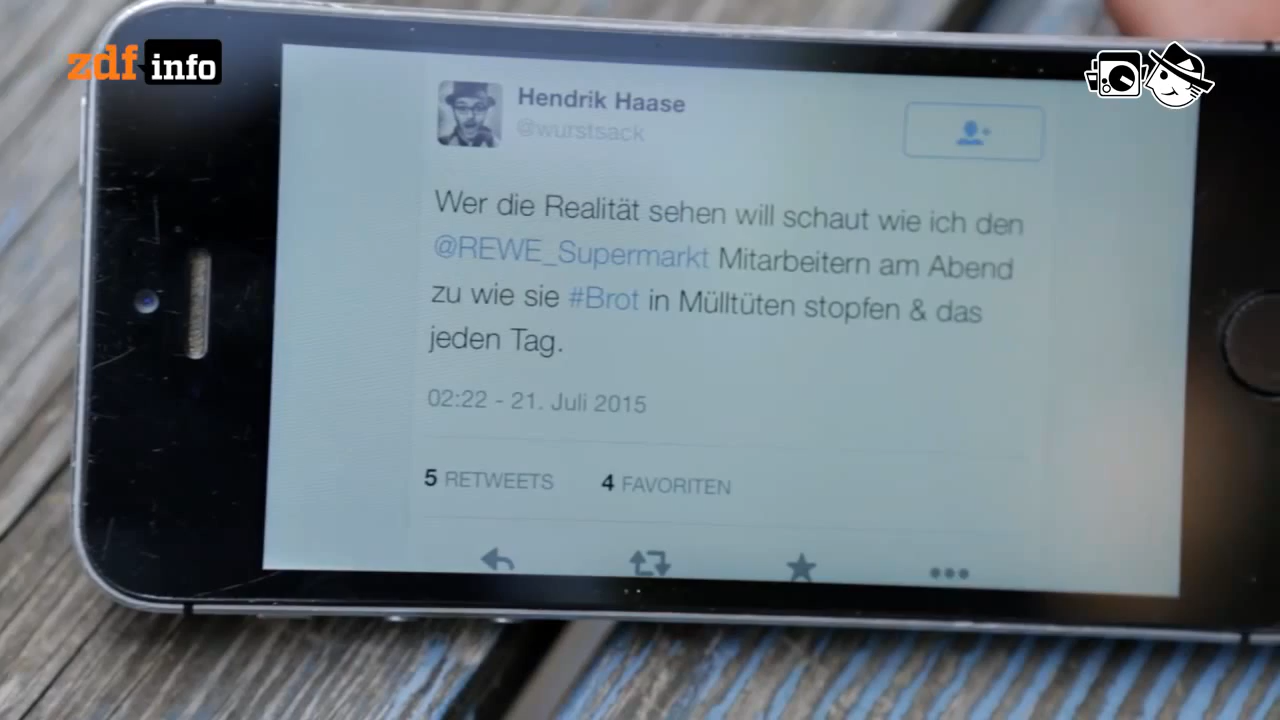 zdf info
Hendrik Haase
@wurstsack
Wer die Realität sehen will schaut wie ich den
@REWE_Supermarkt Mitarbeitern am Abend
zu wie sie #Brot in Mülltüten stopfen & das
jeden Tag.
02:22 - 21. Juli 2015
5 RETWEETS 4 FAVORITEN